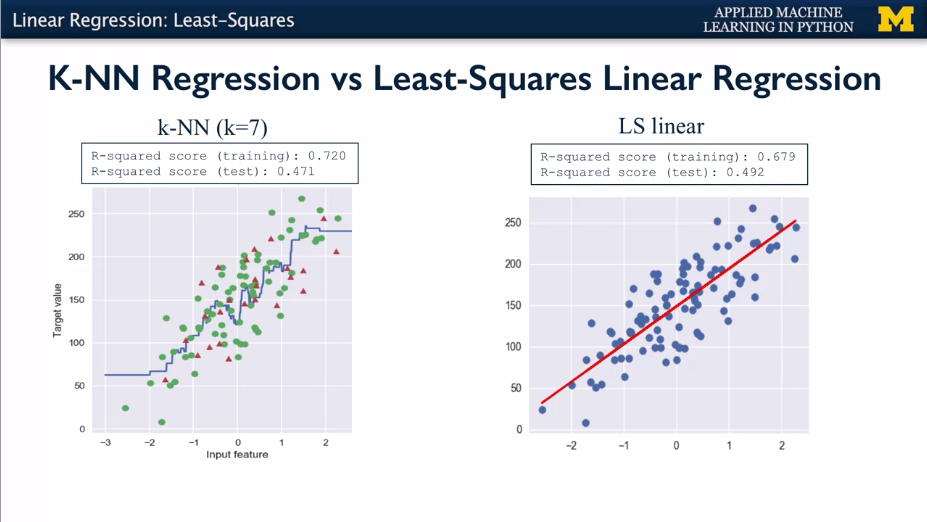 Linear Regression: Least-Squares
APPLIED MACHINE
LEARNING IN PYTHON
M
K-NN Regression vs Least-Squares Linear Regression
k-NN (k=7)
R-squared score (training): 0.720
R-squared score (test): 0.471
250
200
150
100
50
0
Target value
−3 −2 −1 0 1 2
Input feature
LS linear
R-squared score (training): 0.679
R-squared score (test): 0.492
250
200
150
100
50
0
−2 −1 0 1 2